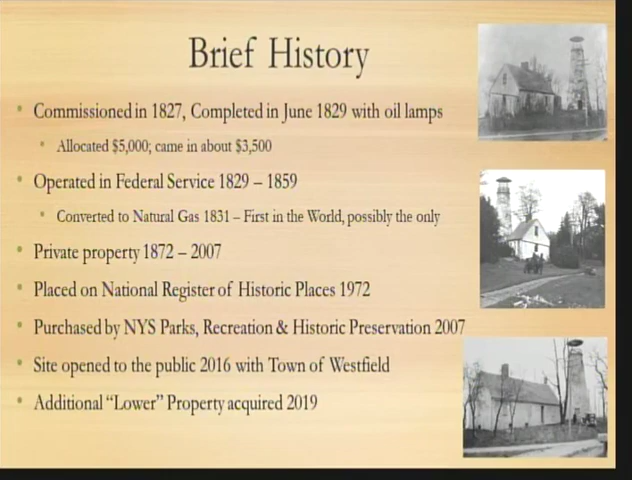 Brief History
Commissioned in 1827, Completed in June 1829 with oil lamps
Allocated $5,000; came in about $3,500
Operated in Federal Service 1829 – 1859
Converted to Natural Gas 1831 – First in the World, possibly the only
Private property 1872 – 2007
Placed on National Register of Historic Places 1972
Purchased by NYS Parks, Recreation & Historic Preservation 2007
Site opened to the public 2016 with Town of Westfield
Additional “Lower” Property acquired 2019